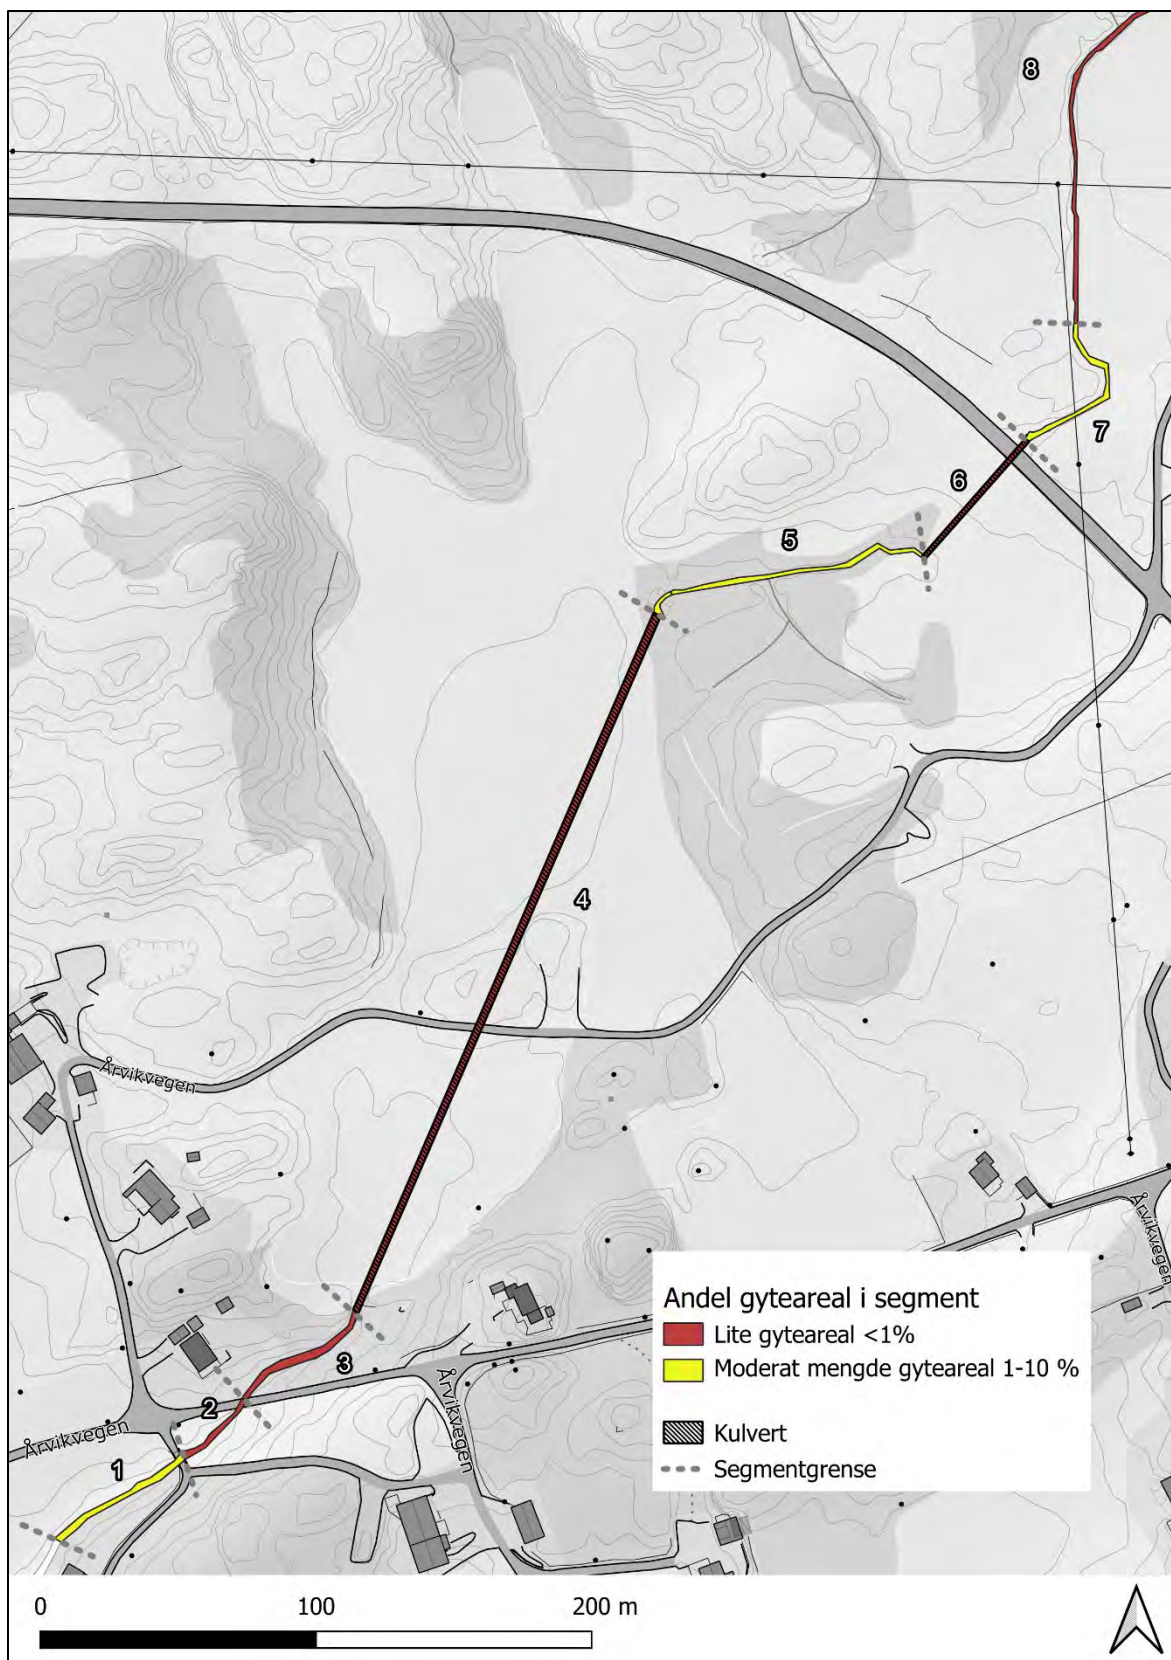 8
7
6
5
4
Årvikvegen
Årvikvegen
3
2
Årvikvegen
Årvikvegen
1
Andel gyteareal i segment
Lite gyteareal <1%
Moderat mengde gyteareal 1-10 %
Kulvert
Segmentgrense
0 100 200 m